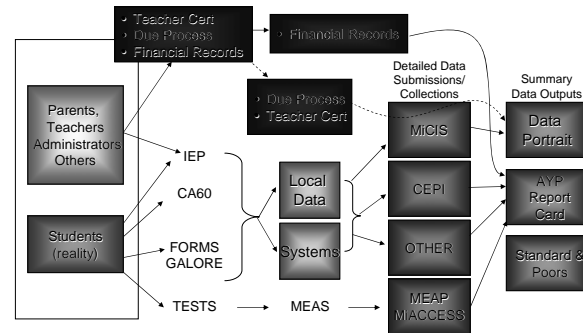 Teacher Cert
Due Process
Financial Records
Financial Records
Due Process
Teacher Cert
Detailed Data
Submissions/
Collections
Summary
Data Outputs
Parents,
Teachers
Administrators
Others
Students
(reality)
IEP
CA60
FORMS
GALORE
TESTS
Local
Data
Systems
MEAS
MiCIS
CEPI
OTHER
MEAP
MiACCESS
Data
Portrait
AYP
Report
Card
Standard &
Poors